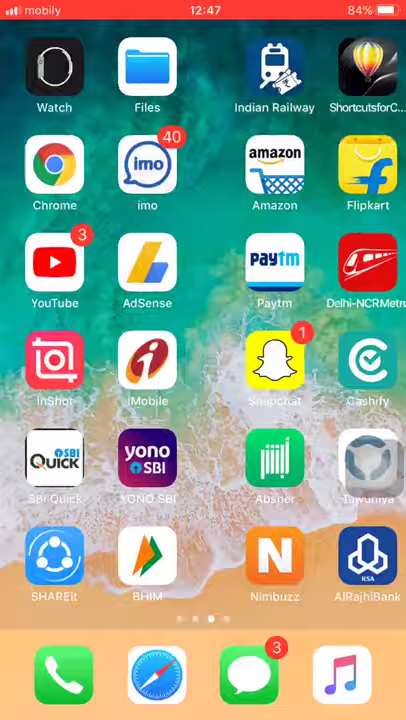 mobily 12:47 84%
Watch Files Indian Railway ShortcutsforC...
40
imo
amazon
Chrome imo Amazon Flipkart
3
paytm
YouTube AdSense Paytm Delhi-NCRMetro
1
InShot iMobile Snapchat Cashify
SBI
QUICK
yono
SBI
SBI Quick YONO SBI Absher Tawuniya
N
KSA
SHAREit BHIM Nimbuzz AlRajhiBank
3